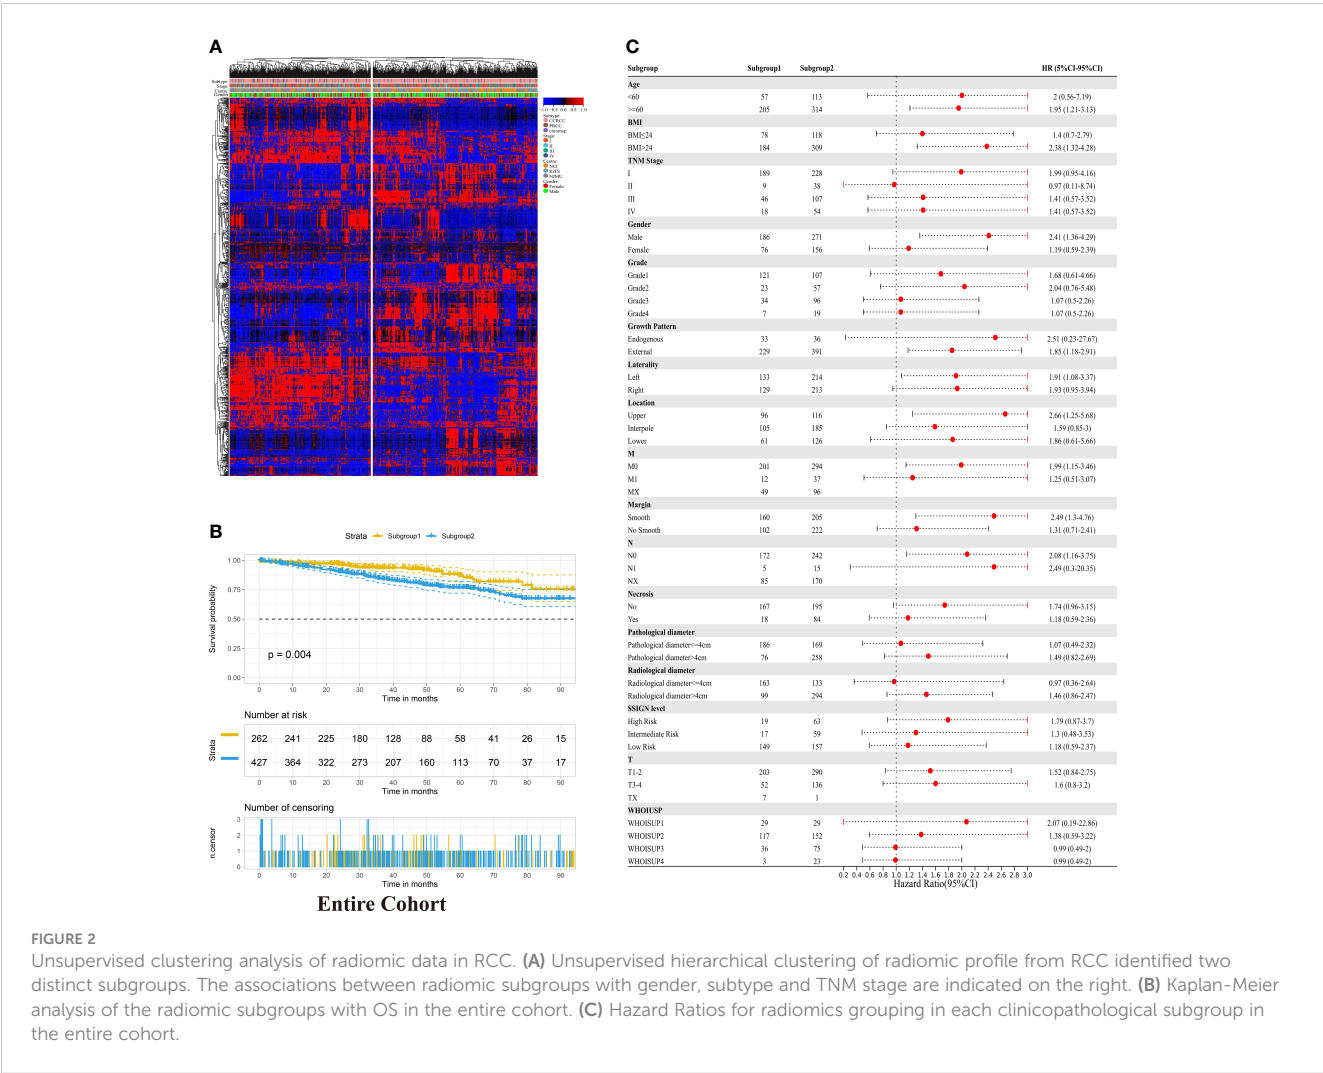 A
Subtype
Stage
Centre
Gender
-1.0 -0.5 0.0 0.5 1.0
Subtype
CCRCC
PRCC
chromop
Stage
I
II
III
IV
Centre
NCC
KJTS
NJMU
Gender
Female
Male
B
Strata Subgroup1 Subgroup2
Survival probability
1.00
0.75
0.50
0.25
0.00
p = 0.004
0 10 20 30 40 50 60 70 80 90
Time in months
Number at risk
Strata
262 241 225 180 128 88 58 41 26 15
427 364 322 273 207 160 113 70 37 17
0 10 20 30 40 50 60 70 80 90
Time in months
Number of censoring
n.censor
3
2
1
0
0 10 20 30 40 50 60 70 80 90
Time in months
Entire Cohort
C
Subgroup Subgroup1 Subgroup2 HR (5%CI-95%CI)
Age
<60 57 113 2 (0.56-7.19)
>=60 205 314 1.95 (1.21-3.13)
BMI
BMI≤24 78 118 1.4 (0.7-2.79)
BMI>24 184 309 2.38 (1.32-4.28)
TNM Stage
I 189 228 1.99 (0.95-4.16)
II 9 38 0.97 (0.11-8.74)
III 46 107 1.41 (0.57-3.52)
IV 18 54 1.41 (0.57-3.52)
Gender
Male 186 271 2.41 (1.36-4.29)
Female 76 156 1.19 (0.59-2.39)
Grade
Grade1 121 107 1.68 (0.61-4.66)
Grade2 23 57 2.04 (0.76-5.48)
Grade3 34 96 1.07 (0.5-2.26)
Grade4 7 19 1.07 (0.5-2.26)
Growth Pattern
Endogenous 33 36 2.51 (0.23-27.67)
External 229 391 1.85 (1.18-2.91)
Laterality
Left 133 214 1.91 (1.08-3.37)
Right 129 213 1.93 (0.95-3.94)
Location
Upper 96 116 2.66 (1.25-5.68)
Interpole 105 185 1.59 (0.85-3)
Lower 61 126 1.86 (0.61-5.66)
M
M0 201 294 1.99 (1.15-3.46)
M1 12 37 1.25 (0.51-3.07)
MX 49 96
Margin
Smooth 160 205 2.49 (1.3-4.76)
No Smooth 102 222 1.31 (0.71-2.41)
N
N0 172 242 2.08 (1.16-3.75)
N1 5 15 2.49 (0.3-20.35)
NX 85 170
Necrosis
No 167 195 1.74 (0.96-3.15)
Yes 18 84 1.18 (0.59-2.36)
Pathological diameter
Pathological diameter<=4cm 186 169 1.07 (0.49-2.32)
Pathological diameter>4cm 76 258 1.49 (0.82-2.69)
Radiological diameter
Radiological diameter<=4cm 163 133 0.97 (0.36-2.64)
Radiological diameter>4cm 99 294 1.46 (0.86-2.47)
SSIGN level
High Risk 19 63 1.79 (0.87-3.7)
Intermediate Risk 17 59 1.3 (0.48-3.53)
Low Risk 149 157 1.18 (0.59-2.37)
T
T1-2 203 290 1.52 (0.84-2.75)
T3-4 52 136 1.6 (0.8-3.2)
TX 7 1
WHOIUSP
WHOISUP1 29 29 2.07 (0.19-22.86)
WHOISUP2 117 152 1.38 (0.59-3.22)
WHOISUP3 36 75 0.99 (0.49-2)
WHOISUP4 3 23 0.99 (0.49-2)
0.2 0.4 0.6 0.8 1.0 1.2 1.4 1.6 1.8 2.0 2.2 2.4 2.6 2.8 3.0
Hazard Ratio(95%CI)
FIGURE 2
Unsupervised clustering analysis of radiomic data in RCC. (A) Unsupervised hierarchical clustering of radiomic profile from RCC identified two
distinct subgroups. The associations between radiomic subgroups with gender, subtype and TNM stage are indicated on the right. (B) Kaplan-Meier
analysis of the radiomic subgroups with OS in the entire cohort. (C) Hazard Ratios for radiomics grouping in each clinicopathological subgroup in
the entire cohort.